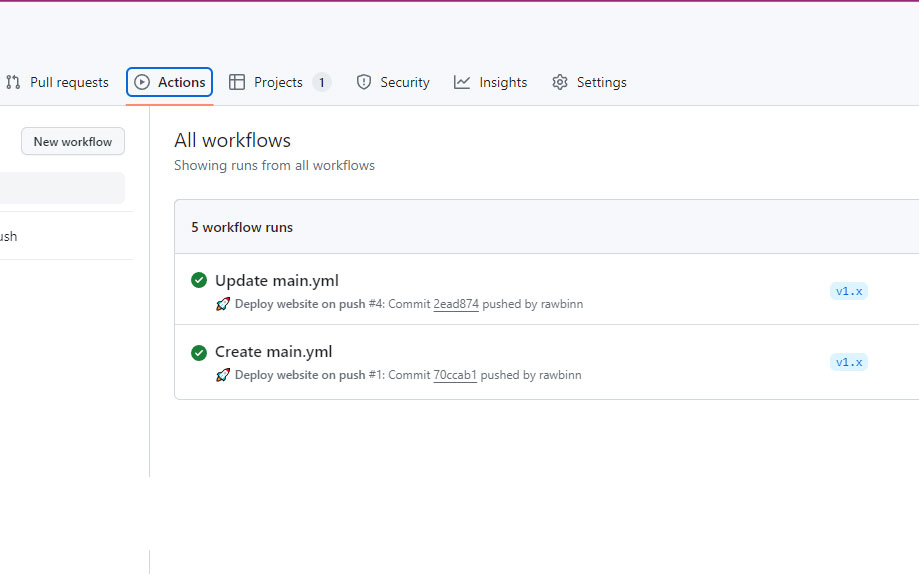 Pull requests Actions Projects 1 Security Insights Settings
New workflow
All workflows
Showing runs from all workflows
ush
5 workflow runs
Update main.yml
Deploy website on push #4: Commit 2ead874 pushed by rawbinn
v1.x
Create main.yml
Deploy website on push #1: Commit 70ccab1 pushed by rawbinn
v1.x